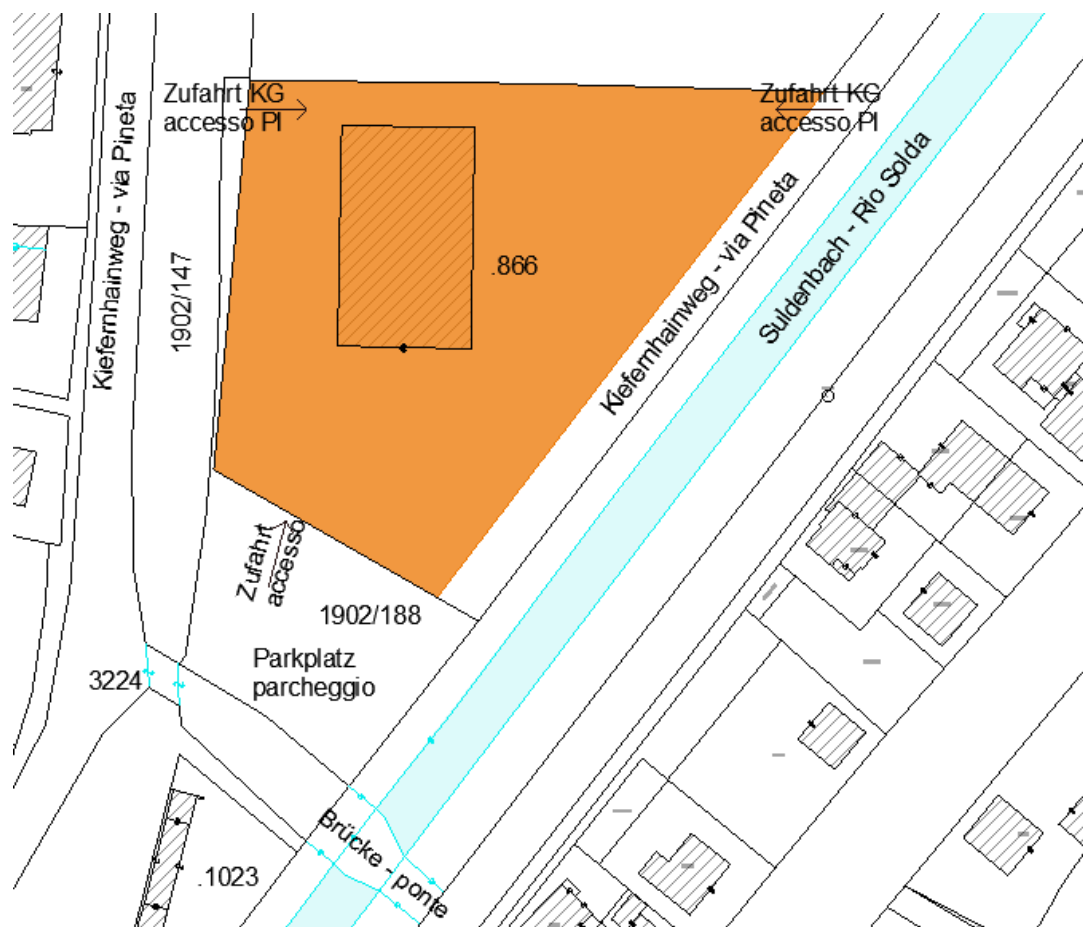 Zufahrt KG
accesso PI
Zufahrt KG
accesso PI
Kiefernhainweg - via Pineta
1902/147
.866
Kiefernhainweg - via Pineta
Suldenbach - Rio Solda
Zufahrt
accesso
1902/188
Parkplatz
parcheggio
3224
Brücke - ponte
.1023